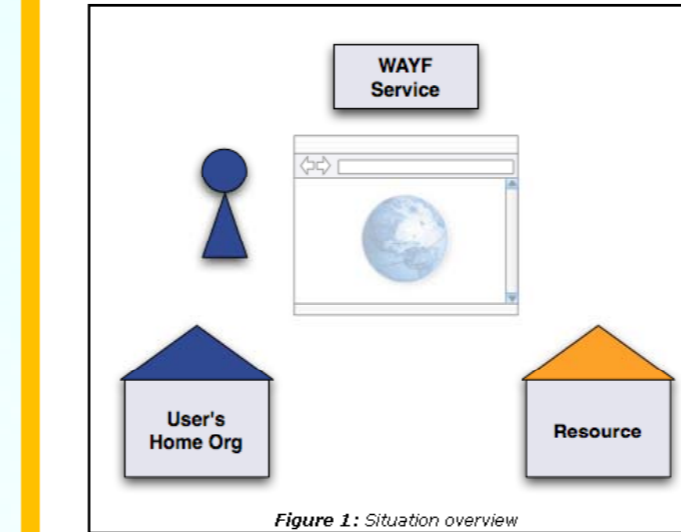 WAYF
Service
User's
Home Org
Resource
Figure 1: Situation overview